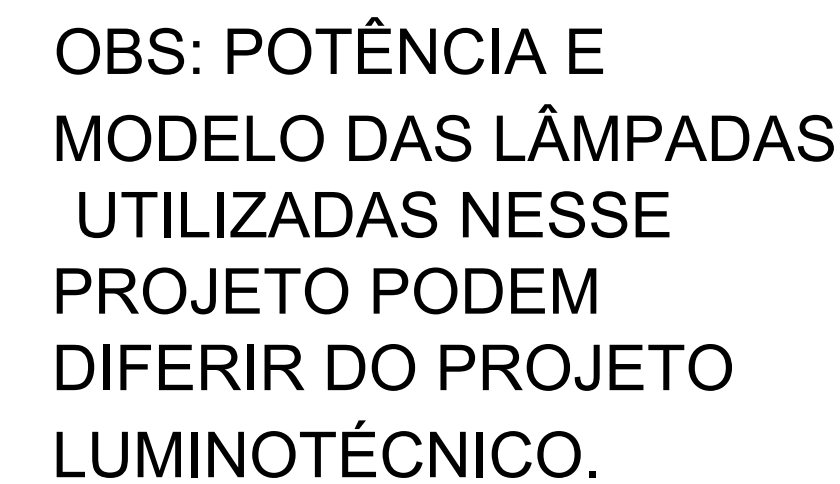 OBS: POTÊNCIA E
MODELO DAS LÂMPADAS
UTILIZADAS NESSE
PROJETO PODEM
DIFERIR DO PROJETO
LUMINOTÉCNICO.